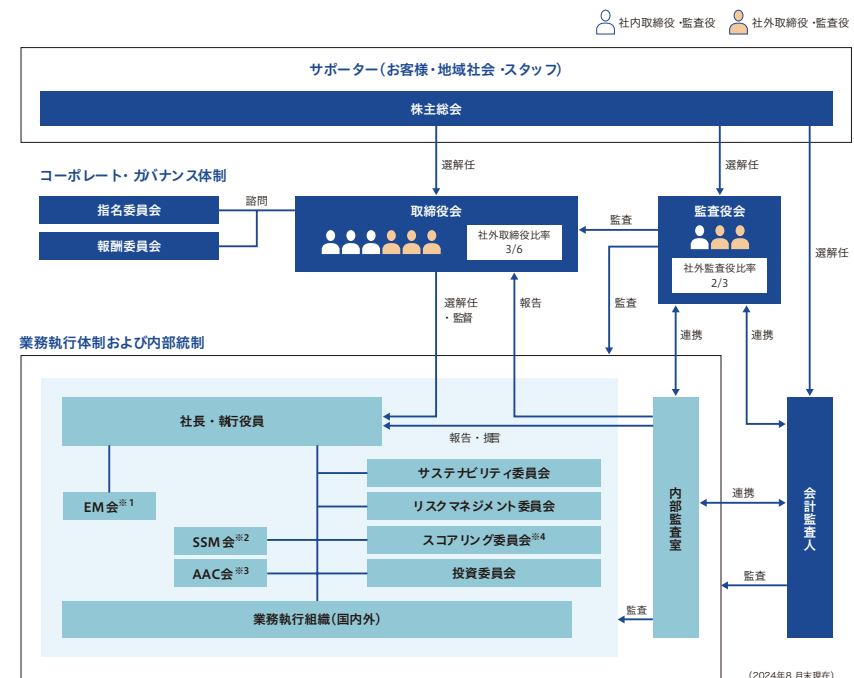 社内取締役・監査役
社外取締役・監査役
サポーター(お客様・地域社会・スタッフ)
株主総会
選解任
選解任
選解任
コーポレート・ガバナンス体制
指名委員会
報酬委員会
諮問
取締役会
社外取締役比率
3/6
監査
監査役会
社外監査役比率
2/3
選解任
・監督
報告
監査
連携
連携
業務執行体制および内部統制
社長・執行役員
報告・提言
EM会※1
サステナビリティ委員会
リスクマネジメント委員会
SSM会※2
スコアリング委員会※4
AAC会※3
投資委員会
業務執行組織(国内外)
内部監査室
連携
会計監査人
監査
監査
(2024年8月末現在)